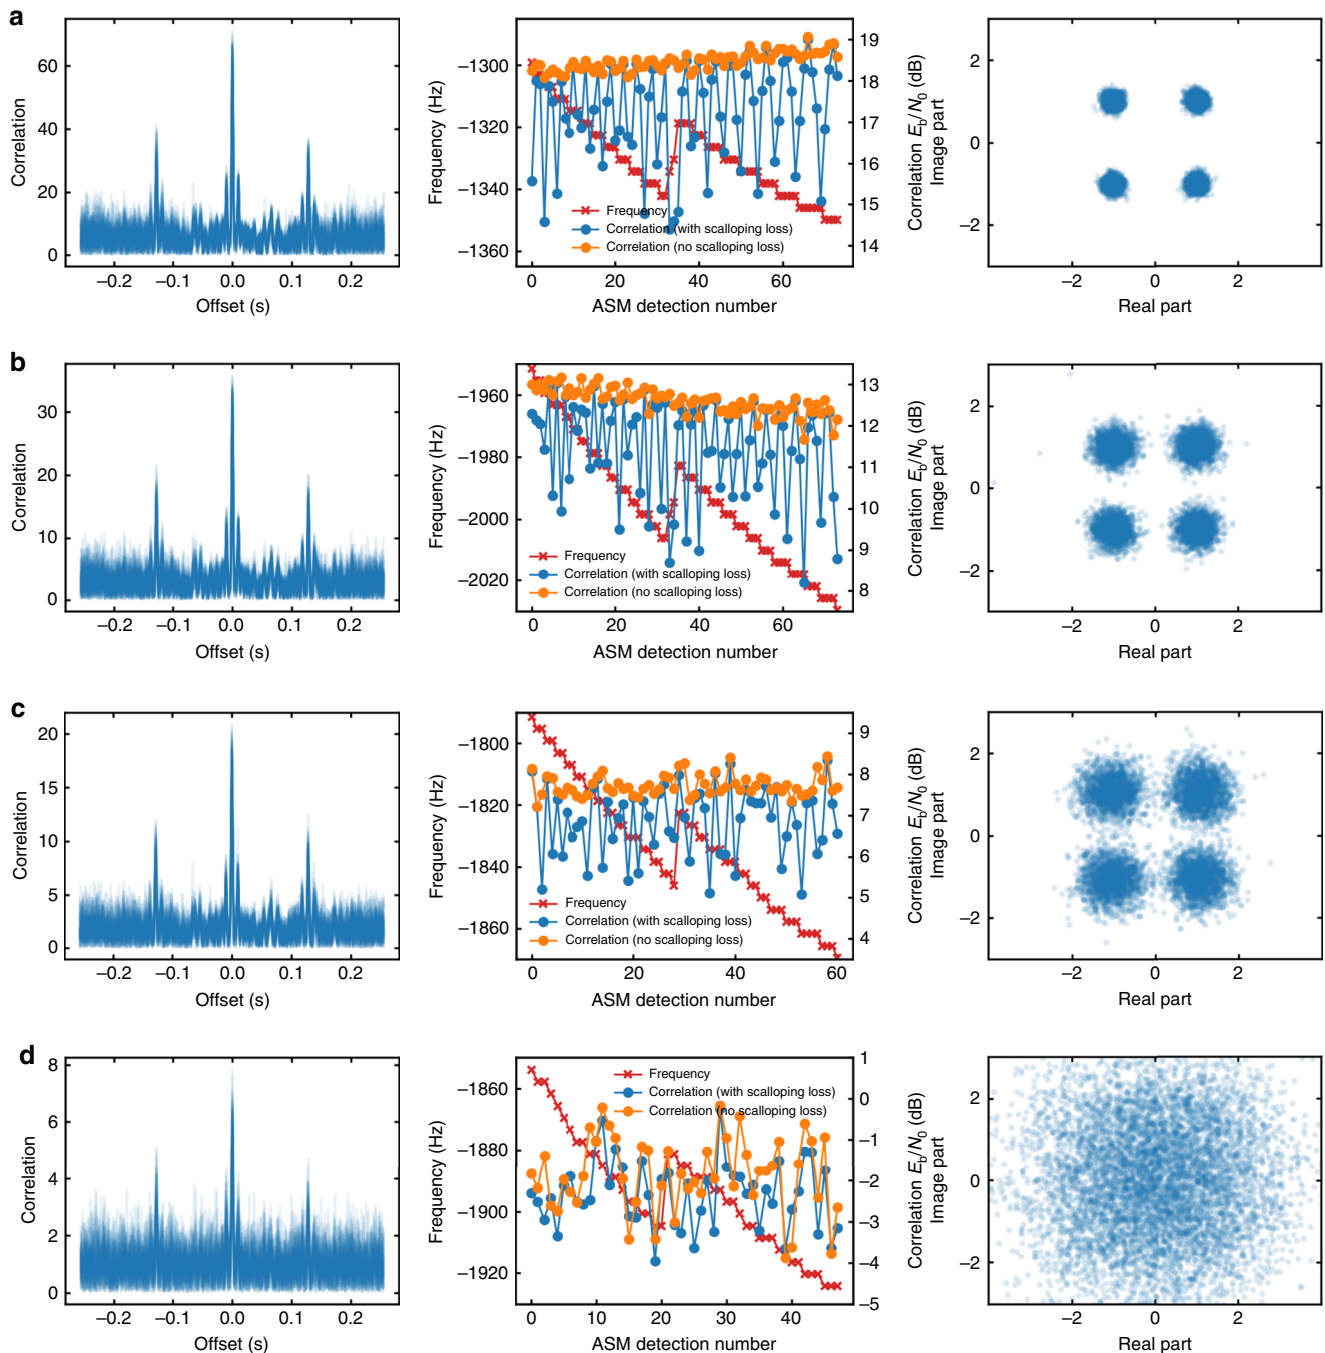 a
Correlation
60
40
20
0
−0.2 −0.1 0.0 0.1 0.2
Offset (s)
Frequency (Hz)
−1300
−1320
−1340
−1360
Frequency
Correlation (with scalloping loss)
Correlation (no scalloping loss)
0 20 40 60
ASM detection number
19
18
17
16
15
14
Correlation Eb/N0 (dB)
Image part
2
0
−2
−2 0 2
Real part
b
Correlation
30
20
10
0
−0.2 −0.1 0.0 0.1 0.2
Offset (s)
Frequency (Hz)
−1960
−1980
−2000
−2020
Frequency
Correlation (with scalloping loss)
Correlation (no scalloping loss)
0 20 40 60
ASM detection number
13
12
11
10
9
8
Correlation Eb/N0 (dB)
Image part
2
0
−2
−2 0 2
Real part
c
Correlation
20
15
10
5
0
−0.2 −0.1 0.0 0.1 0.2
Offset (s)
Frequency (Hz)
−1800
−1820
−1840
−1860
Frequency
Correlation (with scalloping loss)
Correlation (no scalloping loss)
0 20 40 60
ASM detection number
9
8
7
6
5
4
Correlation Eb/N0 (dB)
Image part
2
0
−2
−2 0 2
Real part
d
Correlation
8
6
4
2
0
−0.2 −0.1 0.0 0.1 0.2
Offset (s)
Frequency (Hz)
−1860
−1880
−1900
−1920
Frequency
Correlation (with scalloping loss)
Correlation (no scalloping loss)
0 10 20 30 40
ASM detection number
1
0
−1
−2
−3
−4
−5
Correlation Eb/N0 (dB)
Image part
2
0
−2
−2 0 2
Real part